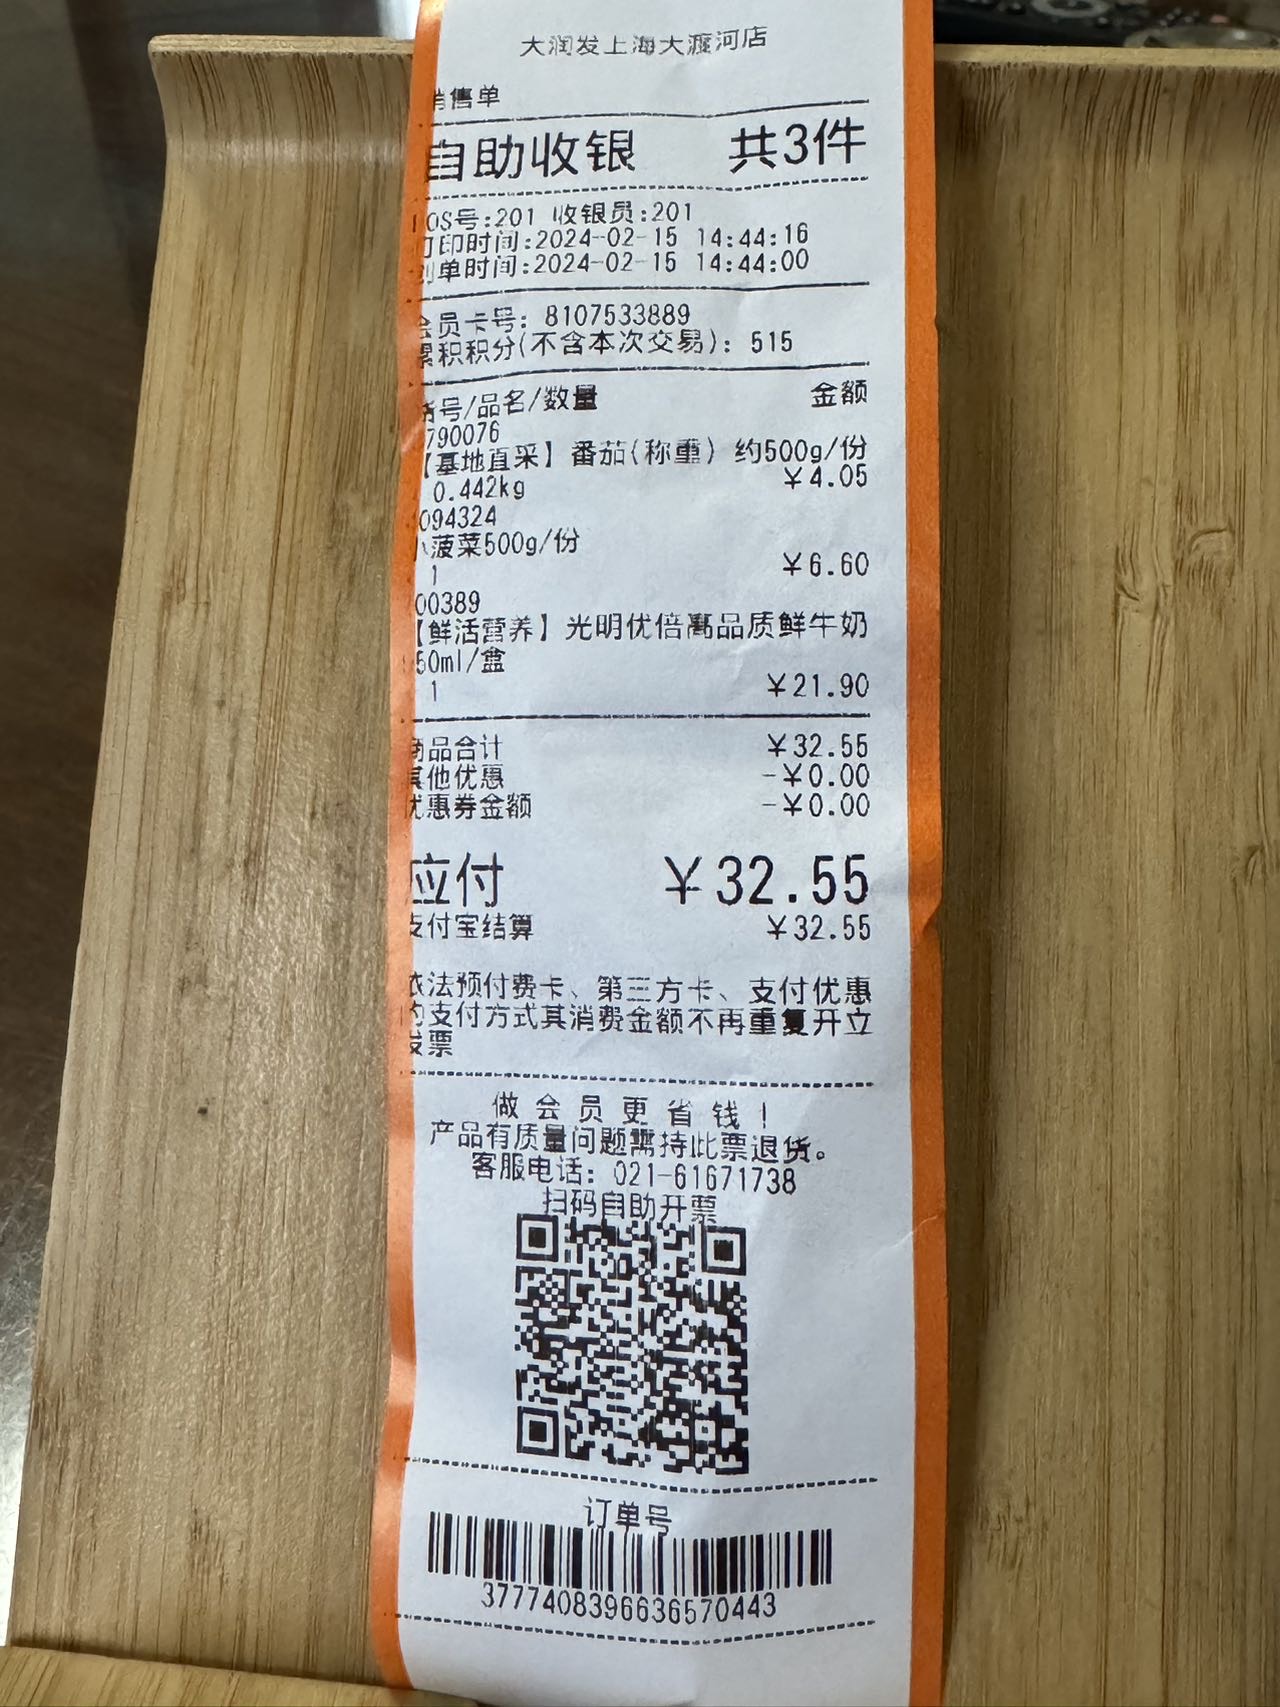 大润发上海大渡河店
销售单
自助收银 共3件
POS号:201 收银员:201
打印时间:2024-02-15 14:44:16
创单时间:2024-02-15 14:44:00
会员卡号: 8107533889
累积积分(不含本次交易): 515
货号/品名/数量 金额
790076
【基地直采】番茄(称重) 约500g/份
0.442kg ¥4.05
094324
小菠菜500g/份
1 ¥6.60
00389
【鲜活营养】光明优倍高品质鲜牛奶
50ml/盒
1 ¥21.90
商品合计 ¥32.55
其他优惠 -¥0.00
优惠券金额 -¥0.00
应付 ¥32.55
支付宝结算 ¥32.55
依法预付费卡、第三方卡、支付优惠
的支付方式其消费金额不再重复开立
发票
做会员更省钱!
产品有质量问题需持此票退货。
客服电话: 021-61671738
扫码自助开票
订单号
3777408396636570443